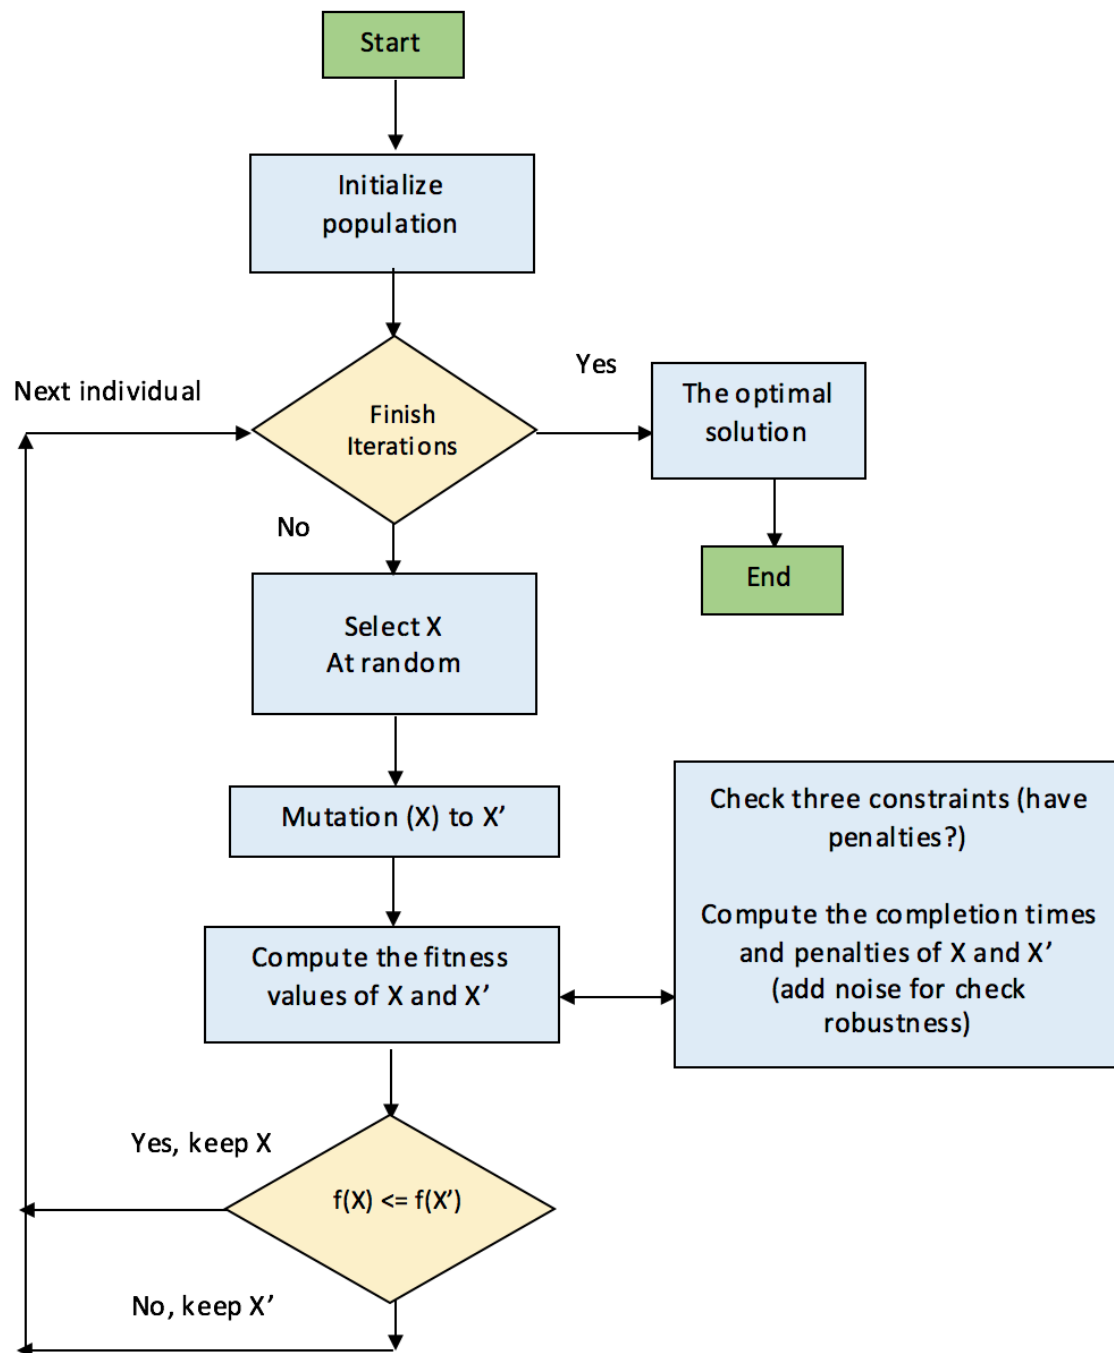 Start
Initialize
population
Next individual
Finish
Iterations
Yes
The optimal
solution
No
End
Select X
At random
Mutation (X) to X’
Check three constraints (have
penalties?)
Compute the completion times
and penalties of X and X’
(add noise for check
robustness)
Compute the fitness
values of X and X’
Yes, keep X
f(X) <= f(X’)
No, keep X’